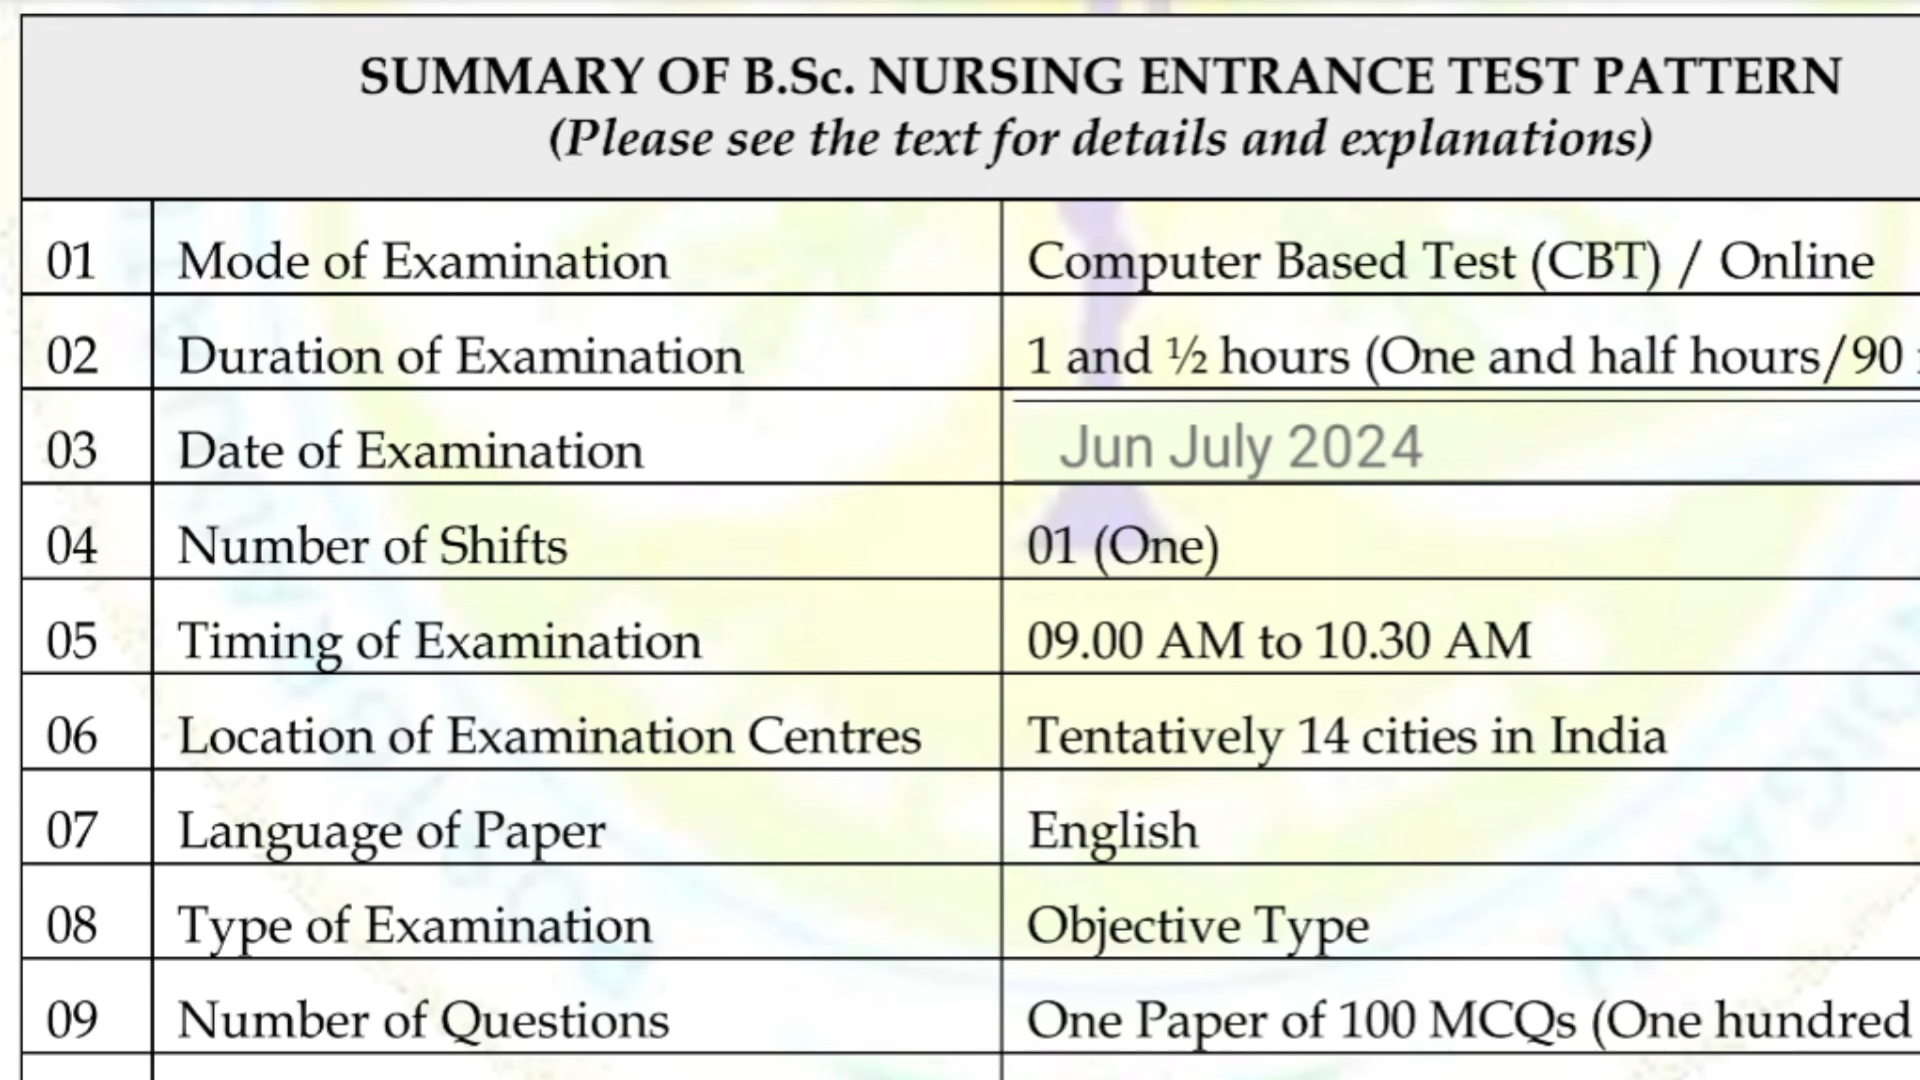 SUMMARY OF B.Sc. NURSING ENTRANCE TEST PATTERN
(Please see the text for details and explanations)
01 Mode of Examination Computer Based Test (CBT) / Online
02 Duration of Examination 1 and ½ hours (One and half hours/90
03 Date of Examination Jun July 2024
04 Number of Shifts 01 (One)
05 Timing of Examination 09.00 AM to 10.30 AM
06 Location of Examination Centres Tentatively 14 cities in India
07 Language of Paper English
08 Type of Examination Objective Type
09 Number of Questions One Paper of 100 MCQs (One hundred